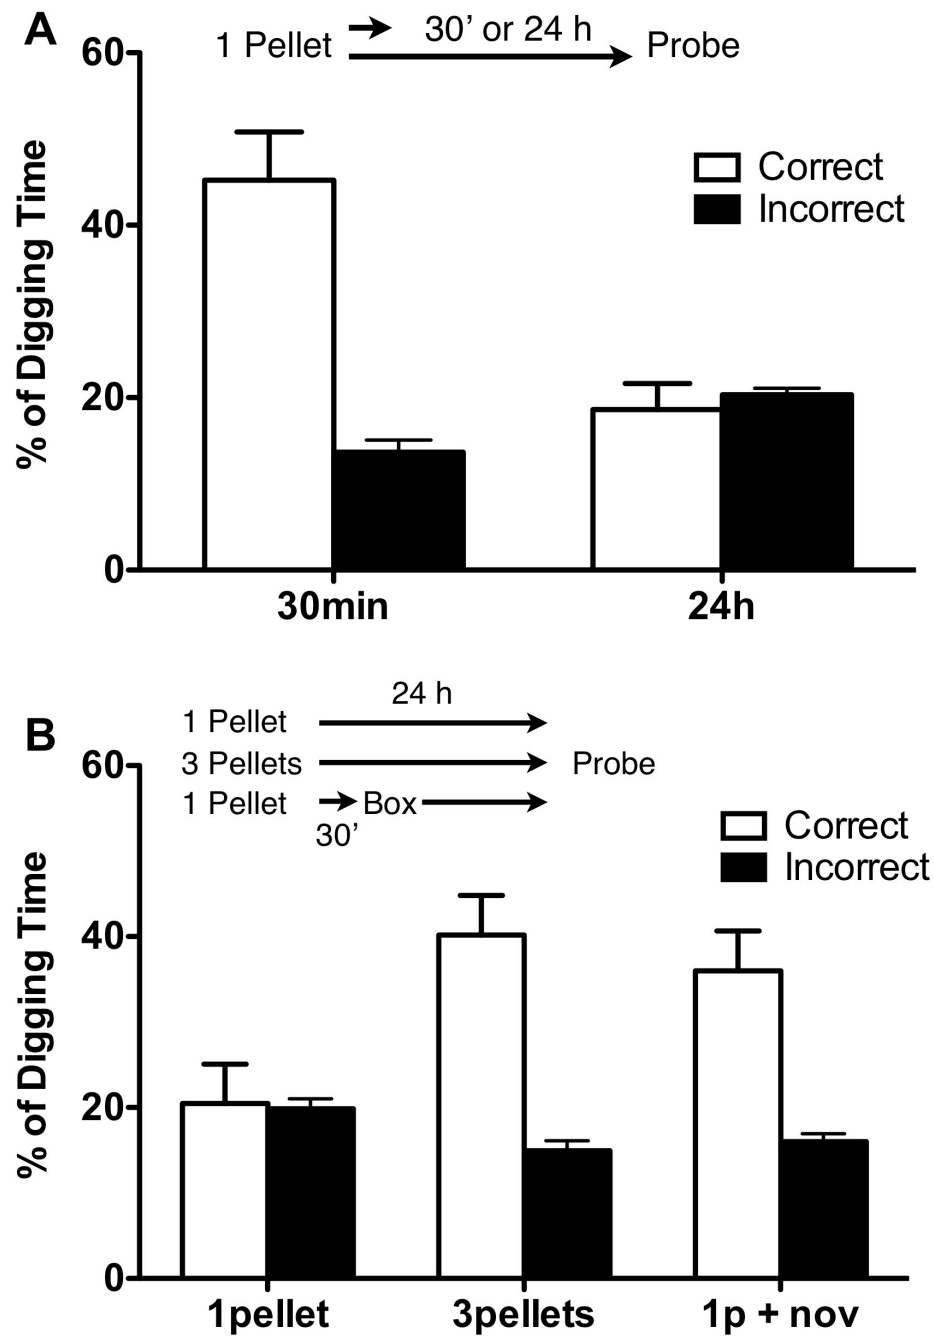 A
1 Pellet 30’ or 24 h Probe
60
40
20
0
% of Digging Time
Correct
Incorrect
30min 24h
B
24 h
1 Pellet
3 Pellets Probe
1 Pellet Box
30’
60
40
20
0
% of Digging Time
Correct
Incorrect
1pellet 3pellets 1p + nov